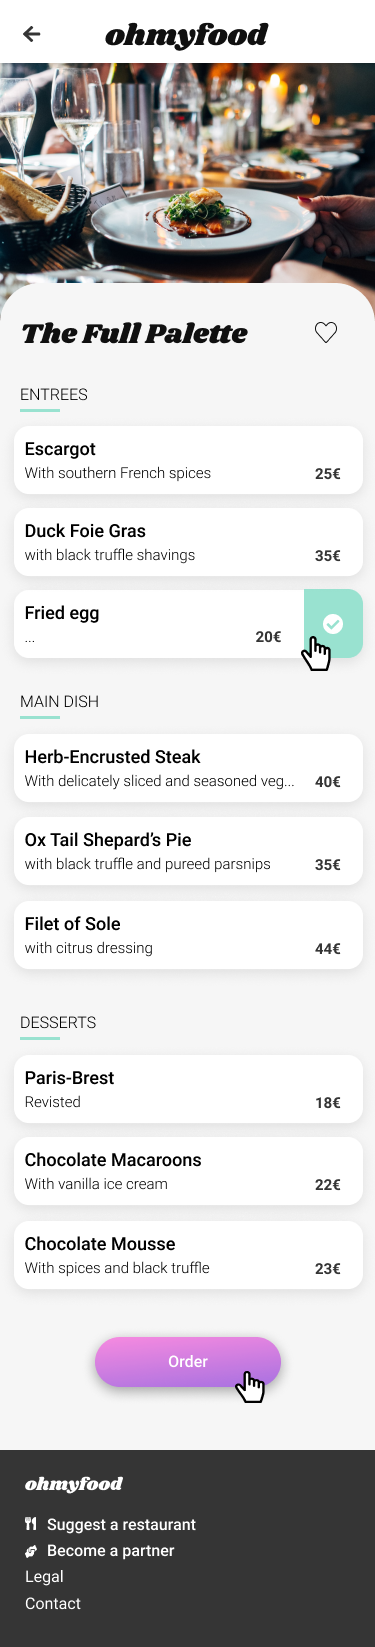 ohmyfood
The Full Palette
ENTREES
Escargot
With southern French spices 25€
Duck Foie Gras
with black truffle shavings 35€
Fried egg
... 20€
MAIN DISH
Herb-Encrusted Steak
With delicately sliced and seasoned veg... 40€
Ox Tail Shepard's Pie
with black truffle and pureed parsnips 35€
Filet of Sole
with citrus dressing 44€
DESSERTS
Paris-Brest
Revisted 18€
Chocolate Macaroons
With vanilla ice cream 22€
Chocolate Mousse
With spices and black truffle 23€
Order
ohmyfood
Suggest a restaurant
Become a partner
Legal
Contact